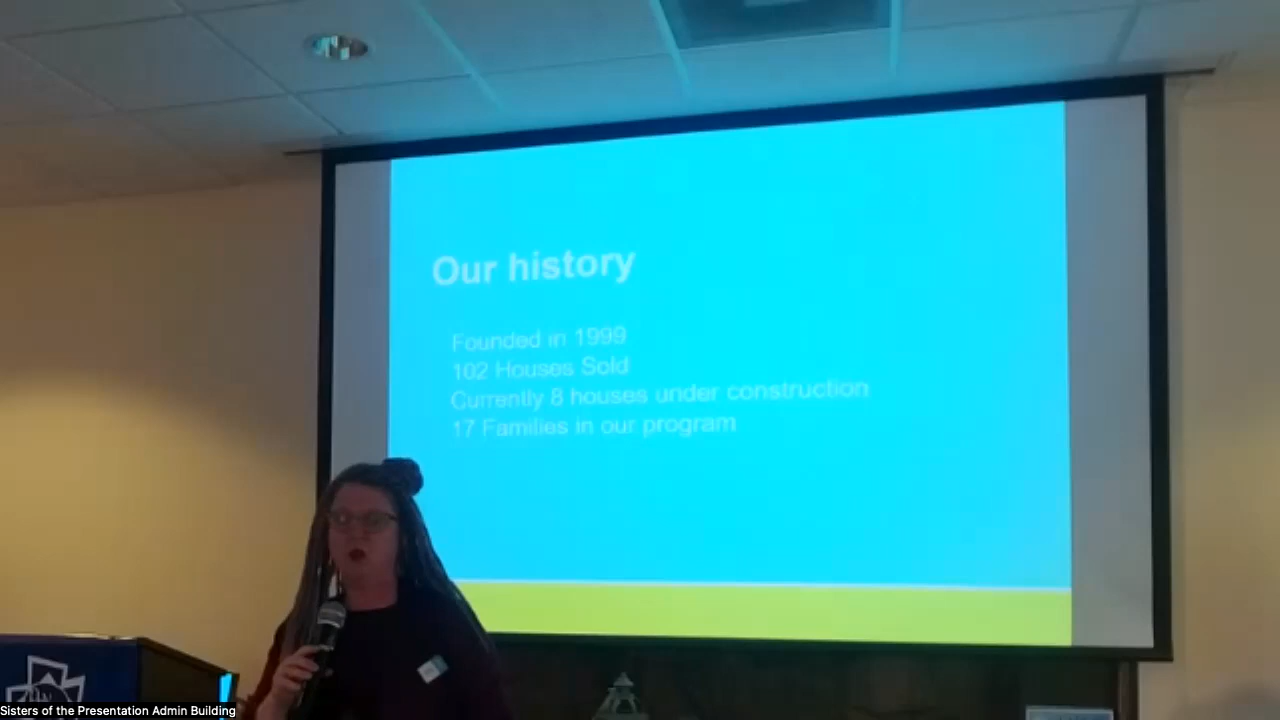 Our history
Founded in 1999
102 Houses Sold
Currently 8 houses under construction
17 Families in our program
Sisters of the Presentation Admin Building